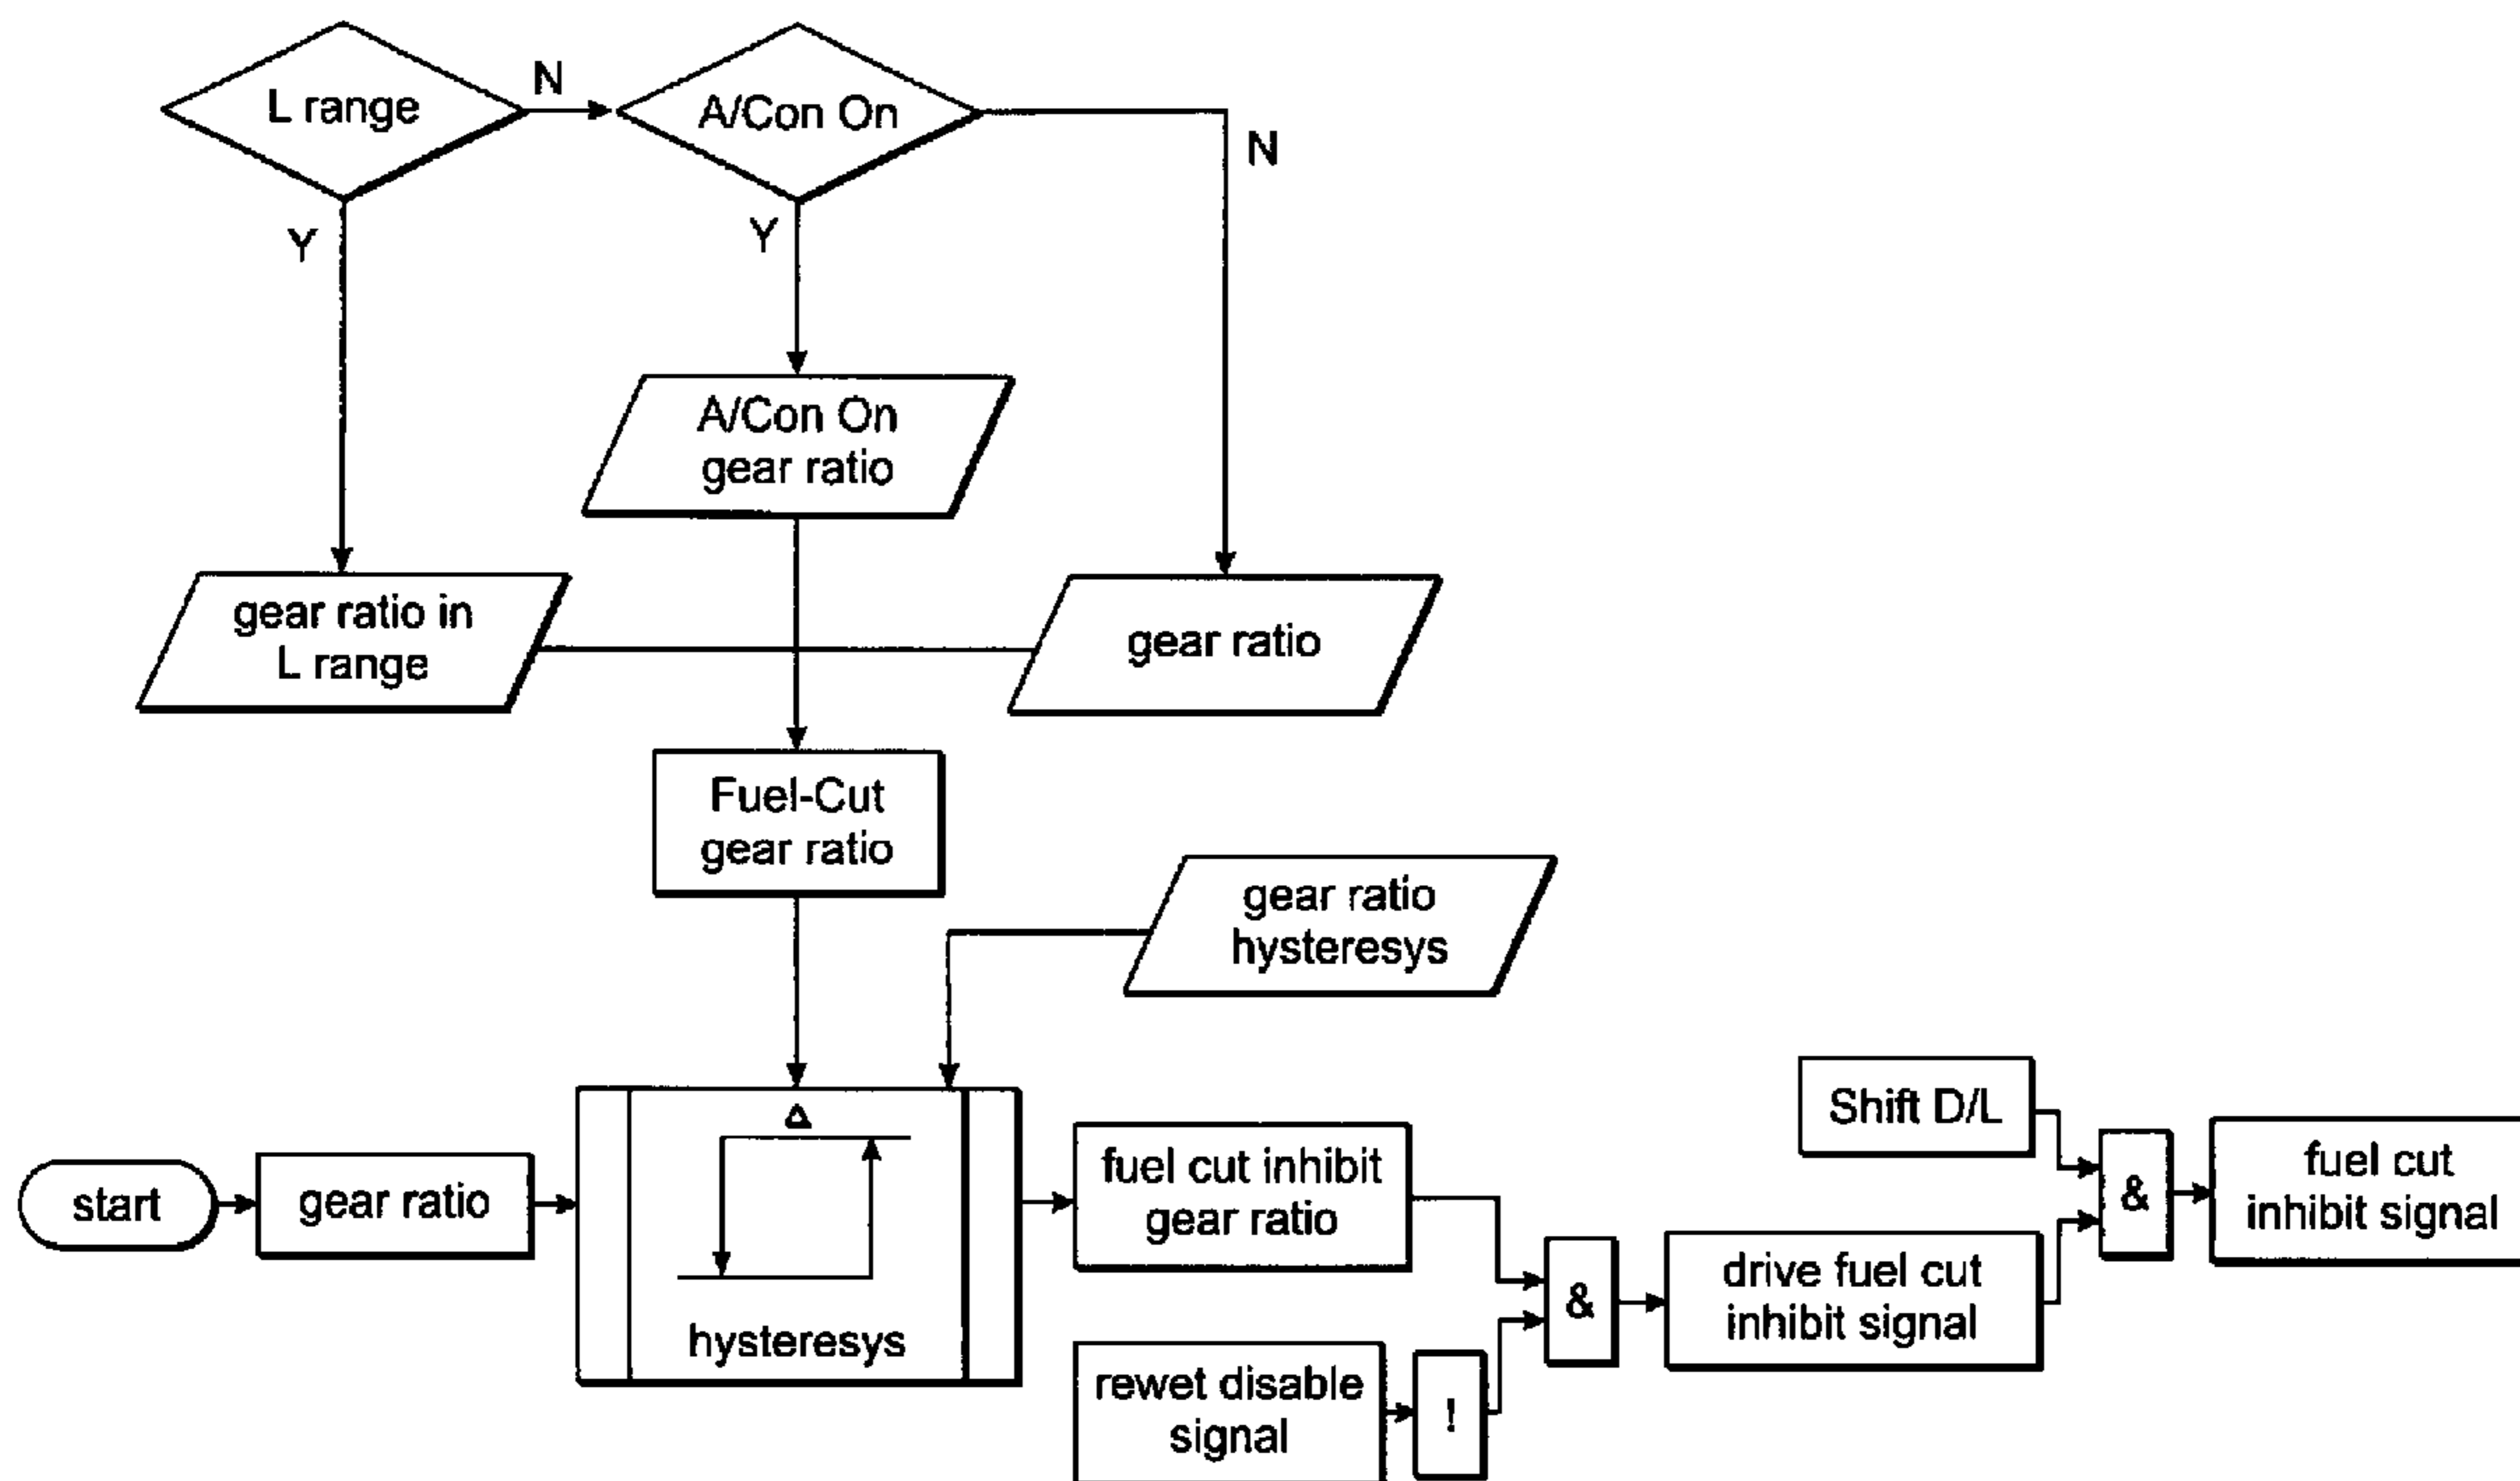 L range
N
A/Con On
N
Y
Y
A/Con On
gear ratio
gear ratio in
L range
gear ratio
Fuel-Cut
gear ratio
gear ratio
hysteresys
Δ
hysteresys
start
gear ratio
fuel cut inhibit
gear ratio
rewet disable
signal
!
&
drive fuel cut
inhibit signal
Shift D/L
&
fuel cut
inhibit signal